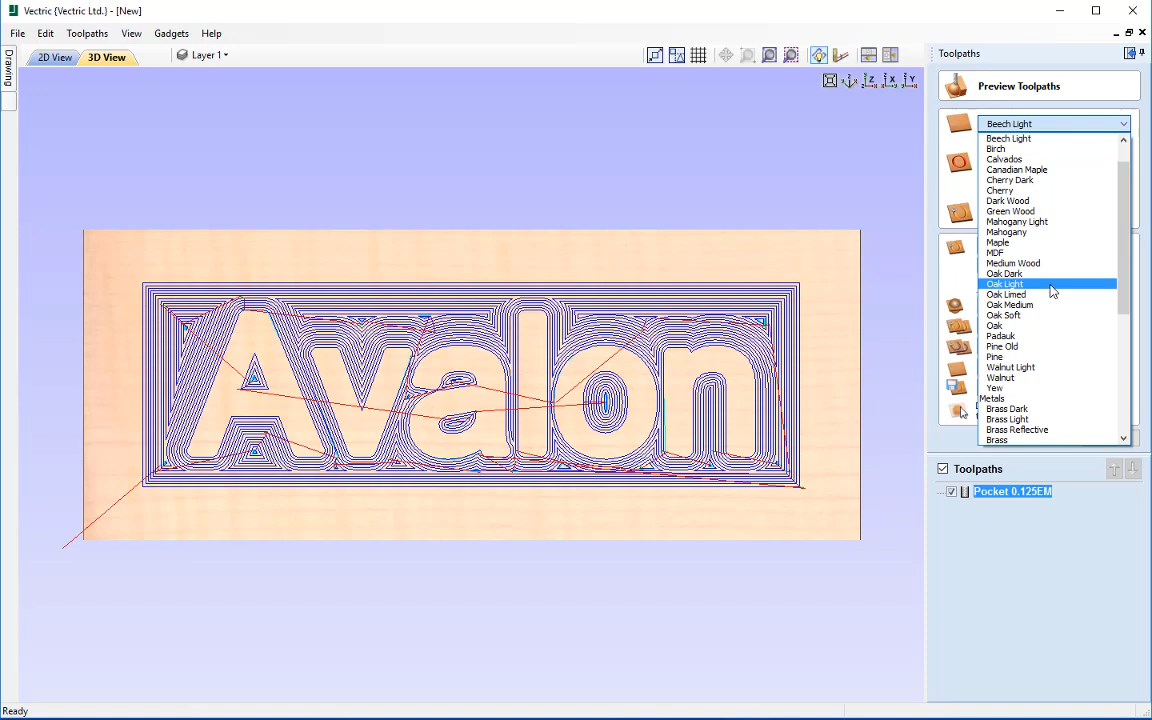 Vectric {Vectric Ltd.} - [New]
File Edit Toolpaths View Gadgets Help
Drawing
2D View
3D View
Layer 1
Z X Y
Toolpaths
Preview Toolpaths
Beech Light
Beech Light
Birch
Calvados
Canadian Maple
Cherry Dark
Cherry
Dark Wood
Green Wood
Mahogany Light
Mahogany
Maple
MDF
Medium Wood
Oak Dark
Oak Light
Oak Limed
Oak Medium
Oak Soft
Oak
Padauk
Pine Old
Pine
Walnut Light
Walnut
Yew
Metals
Brass Dark
Brass Light
Brass Reflective
Brass
Toolpaths
Pocket 0.125EM
Avalon
Ready